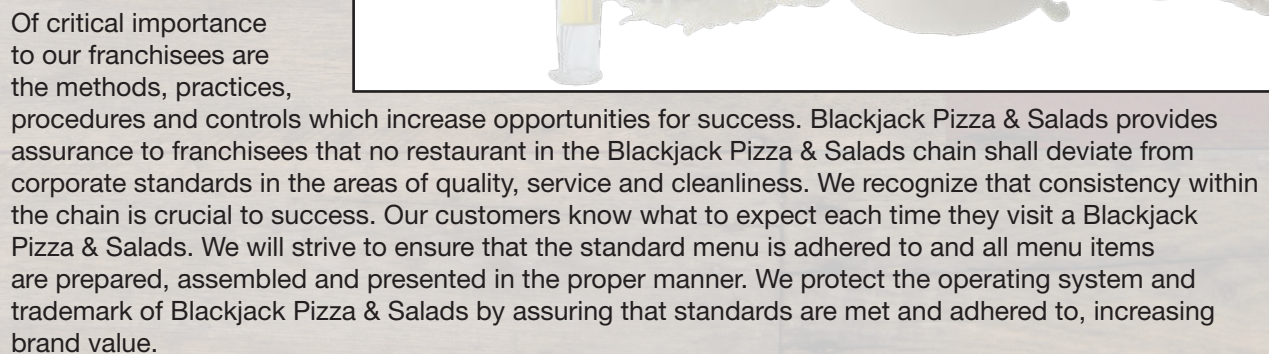 Of critical importance
to our franchisees are
the methods, practices,
procedures and controls which increase opportunities for success. Blackjack Pizza & Salads provides
assurance to franchisees that no restaurant in the Blackjack Pizza & Salads chain shall deviate from
corporate standards in the areas of quality, service and cleanliness. We recognize that consistency within
the chain is crucial to success. Our customers know what to expect each time they visit a Blackjack
Pizza & Salads. We will strive to ensure that the standard menu is adhered to and all menu items
are prepared, assembled and presented in the proper manner. We protect the operating system and
trademark of Blackjack Pizza & Salads by assuring that standards are met and adhered to, increasing
brand value.